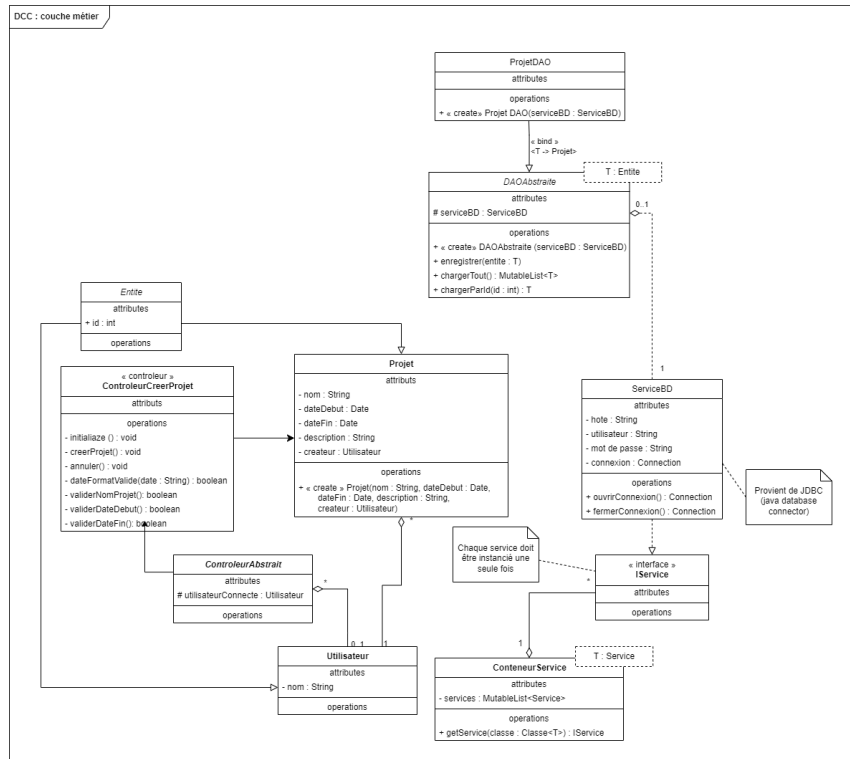 DCC : couche métier
ProjetDAO
attributes
operations
+ « create» Projet DAO(serviceBD : ServiceBD)
« bind »
<T -> Projet>
T : Entite
DAOAbstraite
attributes
# serviceBD : ServiceBD
operations
+ « create» DAOAbstraite (serviceBD : ServiceBD)
+ enregistrer(entite : T)
+ chargerTout() : MutableList<T>
+ chargerParId(id : int) : T
0..1
1
Entite
attributes
+ id : int
operations
« controleur »
ControleurCreerProjet
attributs
operations
- initialiaze () : void
- creerProjet() : void
- annuler() : void
- dateFormatValide(date : String) : boolean
- validerNomProjet(): boolean
- validerDateDebut() : boolean
- validerDateFin(): boolean
Projet
attributs
- nom : String
- dateDebut : Date
- dateFin : Date
- description : String
- createur : Utilisateur
operations
+ « create » Projet(nom : String, dateDebut : Date,
dateFin : Date, description : String,
createur : Utilisateur)
*
1
ServiceBD
attributes
- hote : String
- utilisateur : String
- mot de passe : String
- connexion : Connection
operations
+ ouvrirConnexion() : Connection
+ fermerConnexion() : Connection
Provient de JDBC
(java database
connector)
Chaque service doit
être instancié une
seule fois
« interface »
IService
attributes
operations
*
1
ControleurAbstrait
attributes
# utilisateurConnecte : Utilisateur
operations
*
0..1
Utilisateur
attributes
- nom : String
operations
T : Service
ConteneurService
attributes
- services : MutableList<Service>
operations
+ getService(classe : Classe<T>) : IService